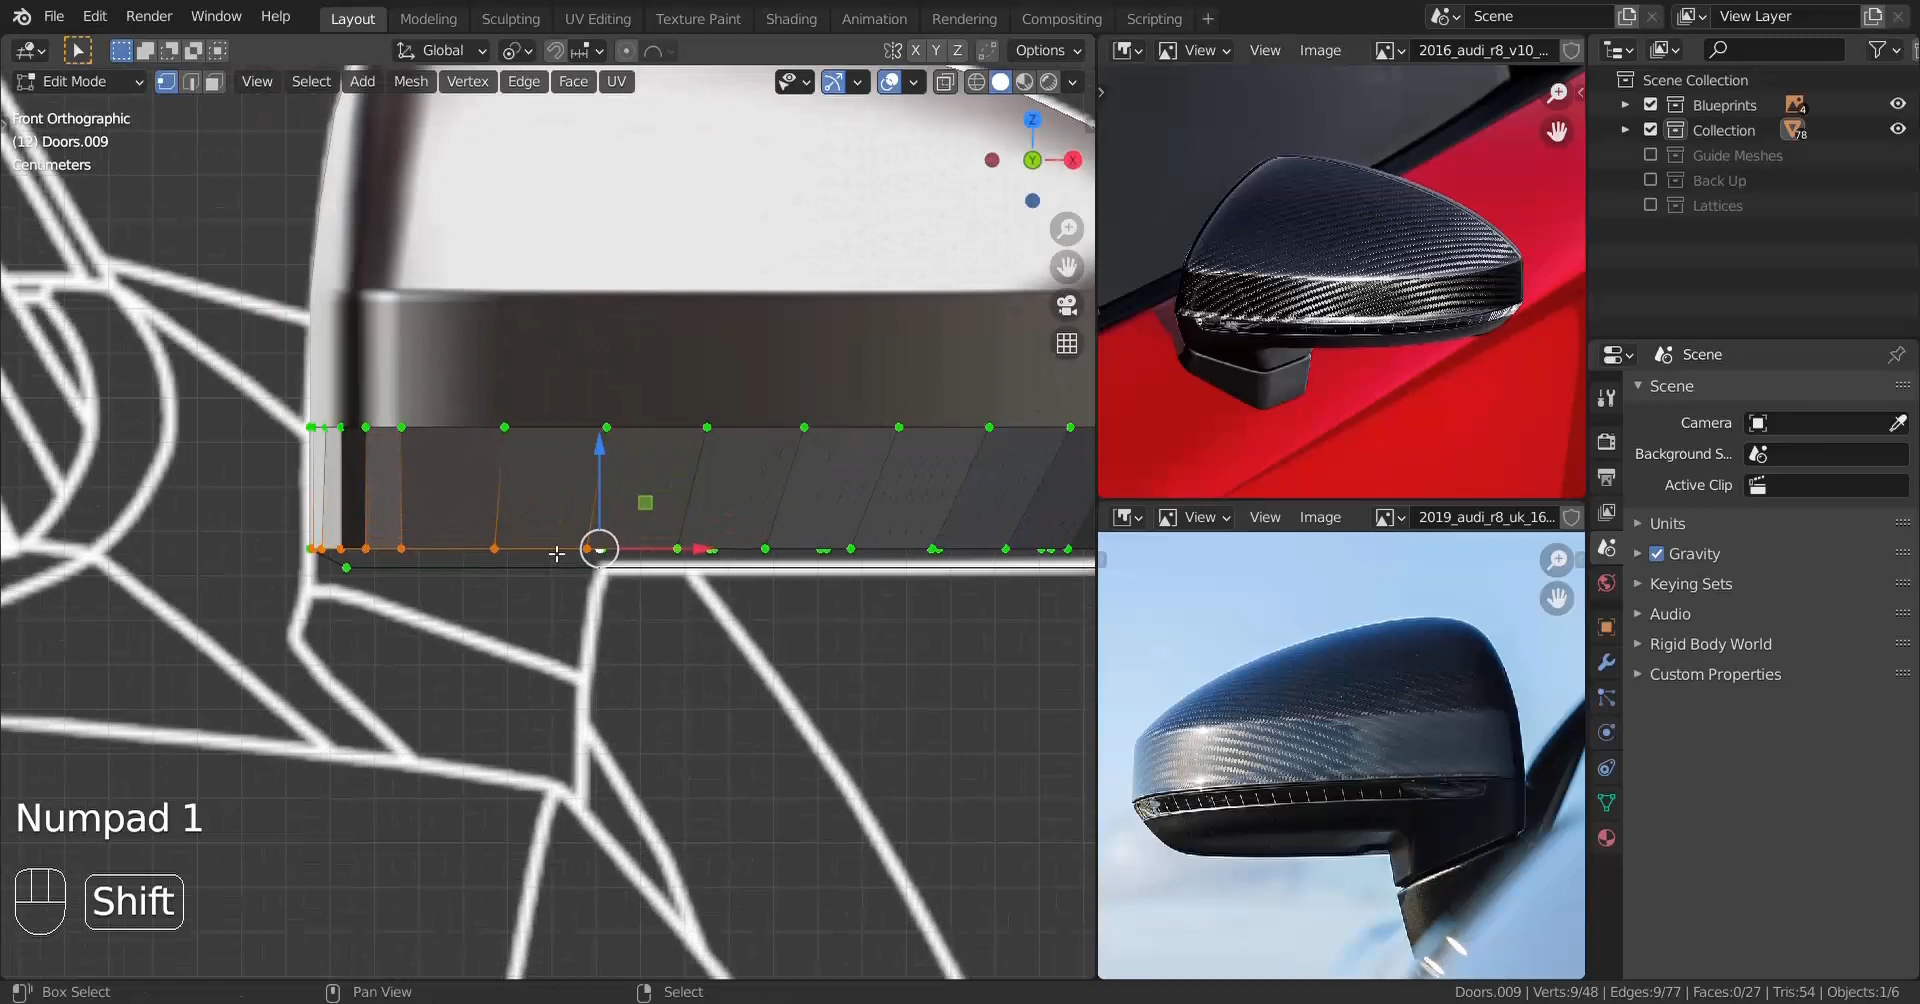 File Edit Render Window Help
Layout Modeling Sculpting UV Editing Texture Paint Shading Animation Rendering Compositing Scripting +
Scene
View Layer
Global
X Y Z
Options
View View Image 2016_audi_r8_v10_...
Edit Mode View Select Add Mesh Vertex Edge Face UV
Scene Collection
Blueprints 4
Collection 78
Guide Meshes
Back Up
Lattices
Front Orthographic
(12) Doors.009
Centimeters
Z
Y
X
Scene
Scene
Camera
Background S...
Active Clip
View View Image 2019_audi_r8_uk_16...
Units
Gravity
Keying Sets
Audio
Rigid Body World
Custom Properties
Numpad 1
Shift
Box Select Pan View Select Doors.009 | Verts:9/48 | Edges:9/77 | Faces:0/27 | Tris:54 | Objects:1/6